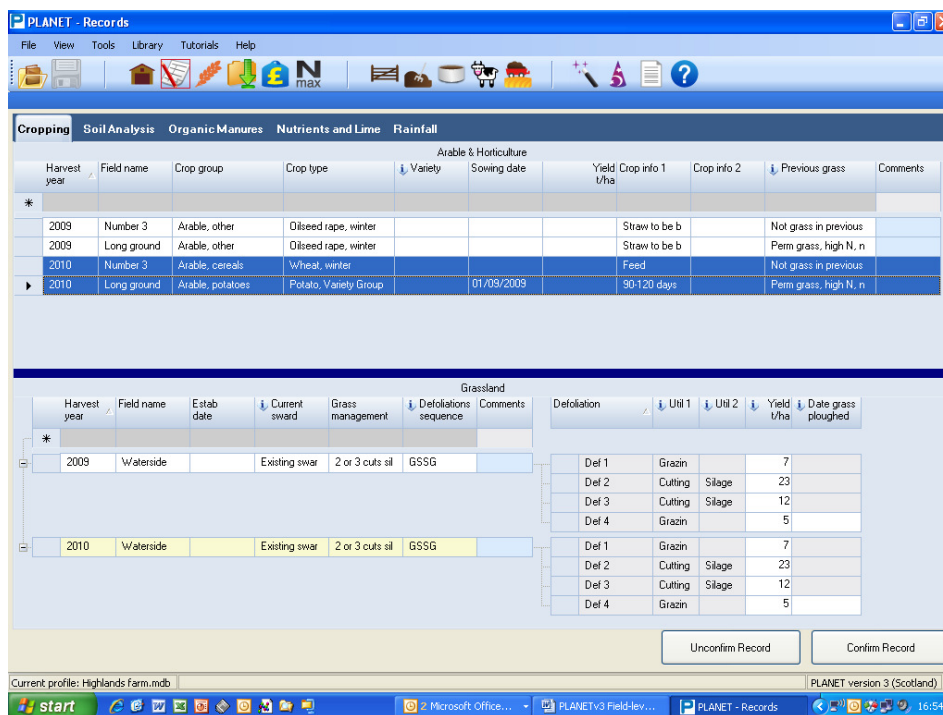 PLANET - Records
File View Tools Library Tutorials Help
N max
Cropping Soil Analysis Organic Manures Nutrients and Lime Rainfall
Arable & Horticulture
Harvest year Field name Crop group Crop type Variety Sowing date Yield t/ha Crop info 1 Crop info 2 Previous grass Comments
2009 Number 3 Arable, other Oilseed rape, winter Straw to be b Not grass in previous
2009 Long ground Arable, other Oilseed rape, winter Straw to be b Perm grass, high N, n
2010 Number 3 Arable, cereals Wheat, winter Feed Not grass in previous
2010 Long ground Arable, potatoes Potato, Variety Group 01/09/2009 90-120 days Perm grass, high N, n
Grassland
Harvest year Field name Estab date Current sward Grass management Defoliations sequence Comments Defoliation Util 1 Util 2 Yield t/ha Date grass ploughed
2009 Waterside Existing swar 2 or 3 cuts sil GSSG Def 1 Grazin 7
Def 2 Cutting Silage 23
Def 3 Cutting Silage 12
Def 4 Grazin 5
2010 Waterside Existing swar 2 or 3 cuts sil GSSG Def 1 Grazin 7
Def 2 Cutting Silage 23
Def 3 Cutting Silage 12
Def 4 Grazin 5
Unconfirm Record Confirm Record
Current profile: Highlands farm.mdb PLANET version 3 (Scotland)
start 2 Microsoft Office... PLANETv3 Field-lev... PLANET - Records 16:54